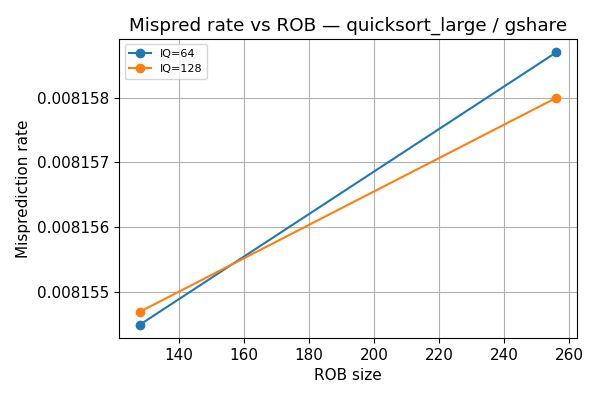 Mispred rate vs ROB — quicksort_large / gshare
IQ=64
IQ=128
0.008158
0.008157
0.008156
0.008155
Misprediction rate
140 160 180 200 220 240 260
ROB size